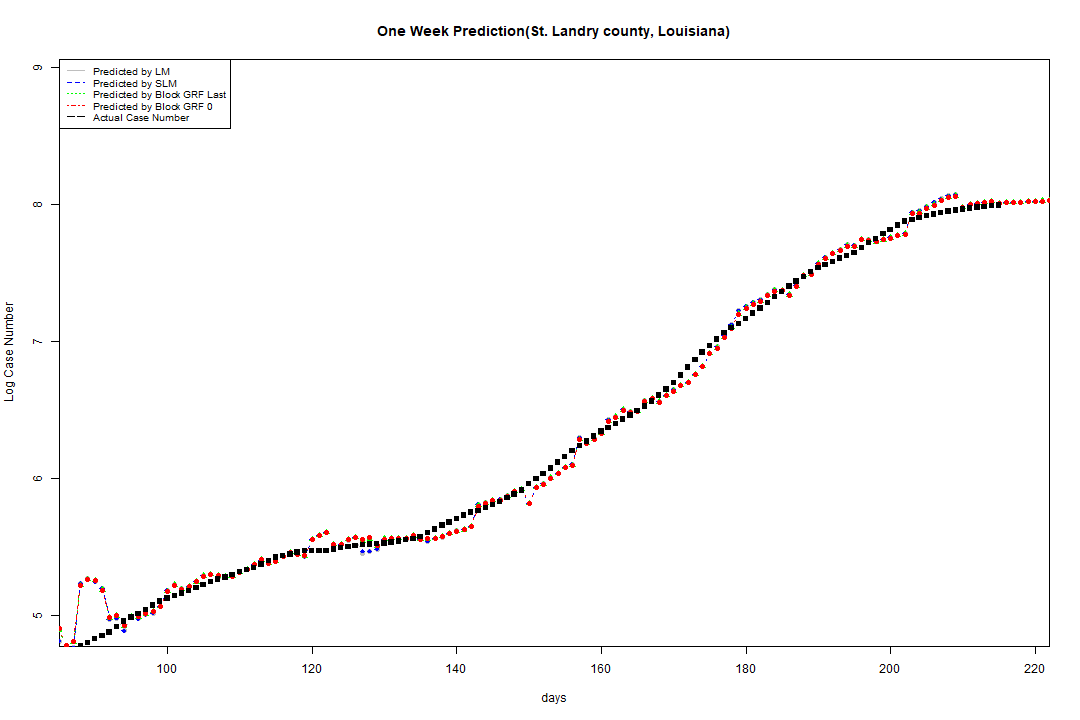 One Week Prediction(St. Landry county, Louisiana)
Predicted by LM
Predicted by SLM
Predicted by Block GRF Last
Predicted by Block GRF 0
Actual Case Number
9
8
7
6
5
Log Case Number
100 120 140 160 180 200 220
days